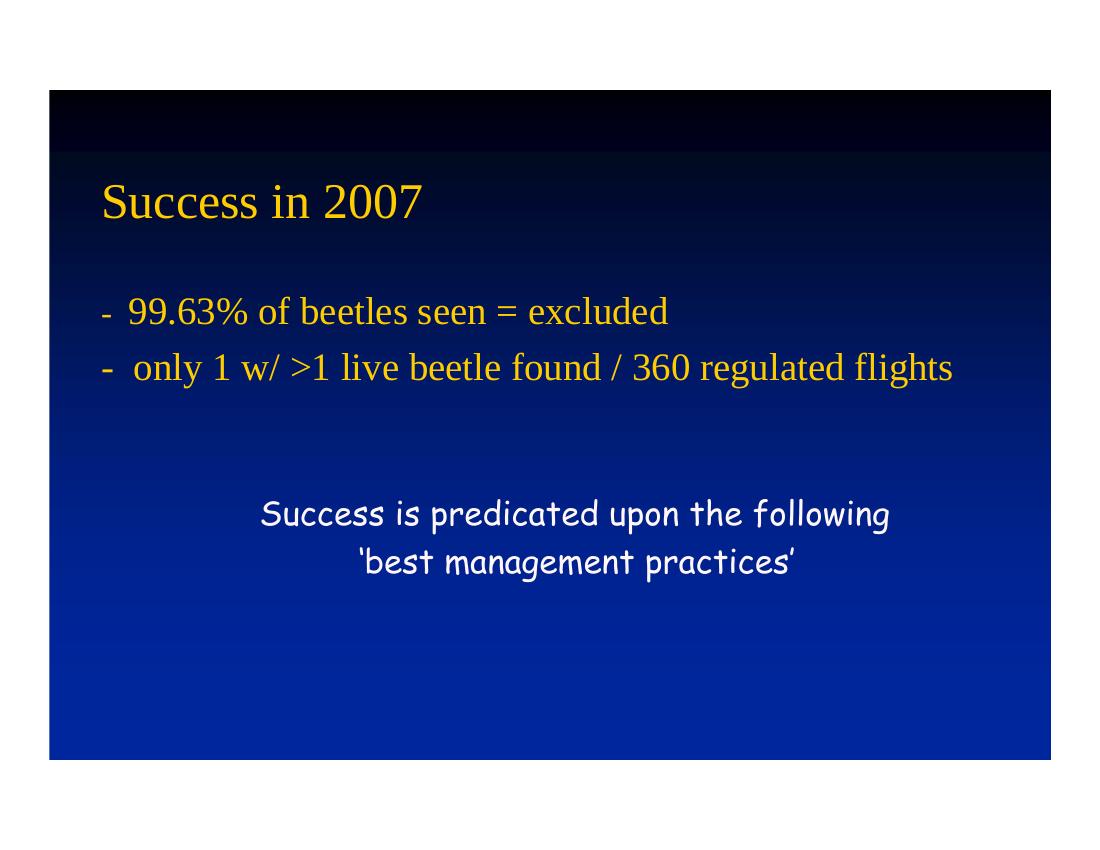 Success in 2007
- 99.63% of beetles seen = excluded
- only 1 w/ >1 live beetle found / 360 regulated flights
Success is predicated upon the following
‘best management practices’